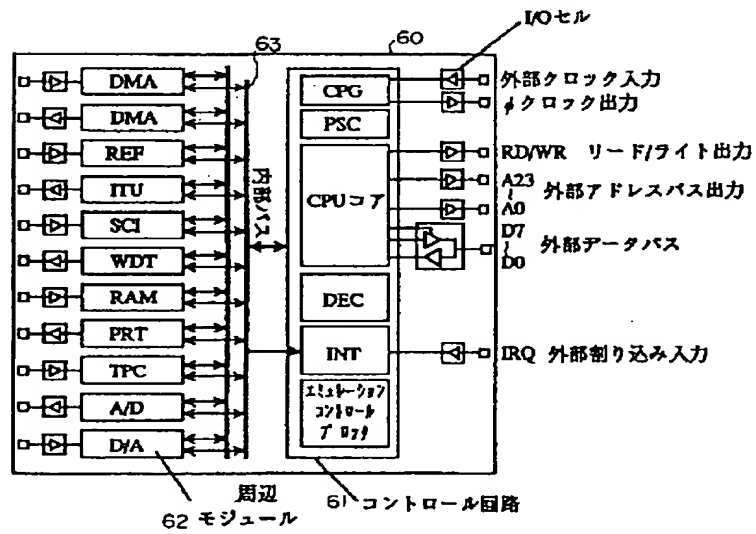 I/Oセル
63
60
DMA
DMA
REF
ITU
SCI
WDT
RAM
PRT
TPC
A/D
D/A
内部バス
CPG
PSC
CPUコア
DEC
INT
エミュレーション
コントロール
ブロック
外部クロック入力
φクロック出力
RD/WR リード/ライト出力
A23
~
A0
外部アドレスバス出力
D7
~
D0
外部データバス
IRQ 外部割り込み入力
周辺
62 モジュール
61 コントロール回路